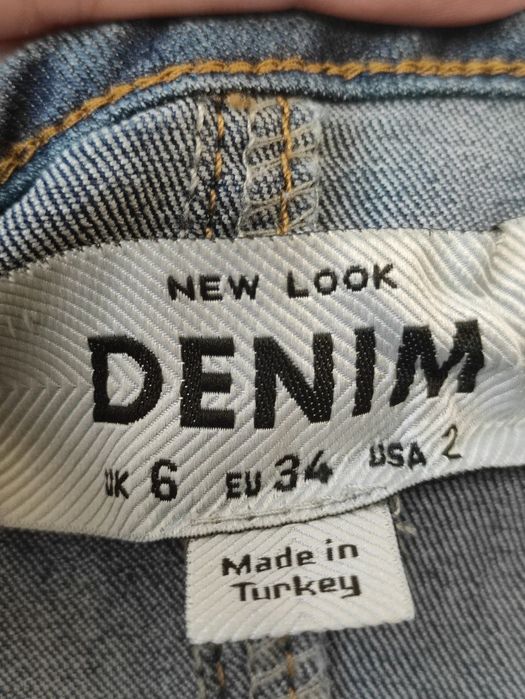 NEW LOOK
DENIM
UK 6 EU 34 USA 2
Made in
Turkey